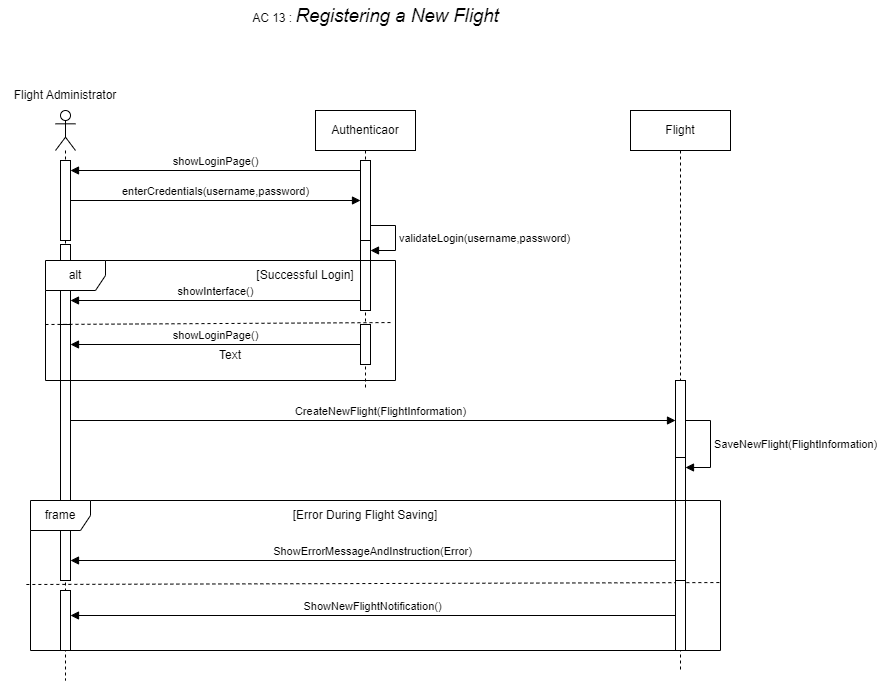 AC 13 : Registering a New Flight
Flight Administrator
Authenticaor
Flight
showLoginPage()
enterCredentials(username,password)
validateLogin(username,password)
alt
[Successful Login]
showInterface()
showLoginPage()
Text
CreateNewFlight(FlightInformation)
SaveNewFlight(FlightInformation)
frame
[Error During Flight Saving]
ShowErrorMessageAndInstruction(Error)
ShowNewFlightNotification()